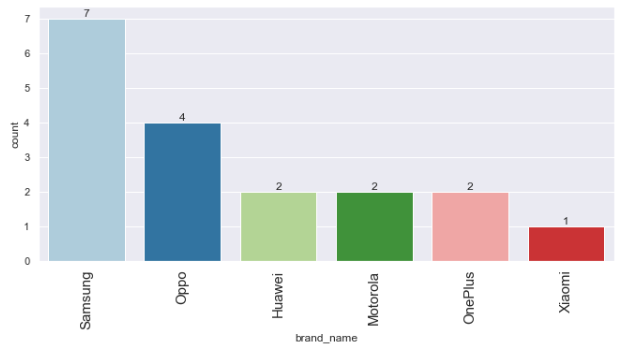 7
7
6
5
4
4
3
2
2
2
2
1
1
0
count
Samsung
Oppo
Huawei
Motorola
OnePlus
Xiaomi
brand_name